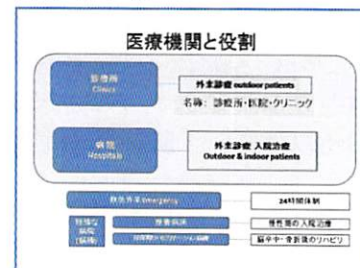 医療機関と役割
診療所
Clinics
外来診療 outdoor patients
名称: 診療所・医院・クリニック
病院
Hospitals
外来診療 入院治療
Outdoor & indoor patients
救急外来 Emergency
24時間体制
特殊な
病院
療養病床
慢性期の入院治療
脳卒中・骨折後のリハビリ